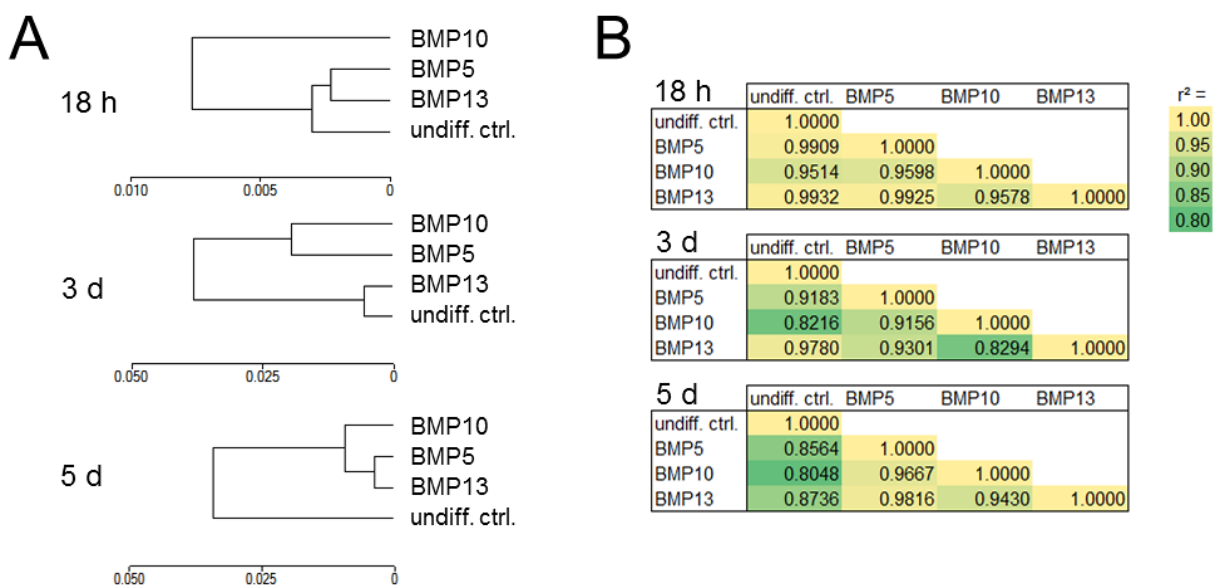 A
BMP10
BMP5
BMP13
undiff. ctrl.
18 h
0.010 0.005 0
BMP10
BMP5
BMP13
undiff. ctrl.
3 d
0.050 0.025 0
BMP10
BMP5
BMP13
undiff. ctrl.
5 d
0.050 0.025 0
B
18 h
undiff. ctrl. BMP5 BMP10 BMP13
undiff. ctrl. 1.0000
BMP5 0.9909 1.0000
BMP10 0.9514 0.9598 1.0000
BMP13 0.9932 0.9925 0.9578 1.0000
3 d
undiff. ctrl. BMP5 BMP10 BMP13
undiff. ctrl. 1.0000
BMP5 0.9183 1.0000
BMP10 0.8216 0.9156 1.0000
BMP13 0.9780 0.9301 0.8294 1.0000
5 d
undiff. ctrl. BMP5 BMP10 BMP13
undiff. ctrl. 1.0000
BMP5 0.8564 1.0000
BMP10 0.8048 0.9667 1.0000
BMP13 0.8736 0.9816 0.9430 1.0000
r² =
1.00
0.95
0.90
0.85
0.80